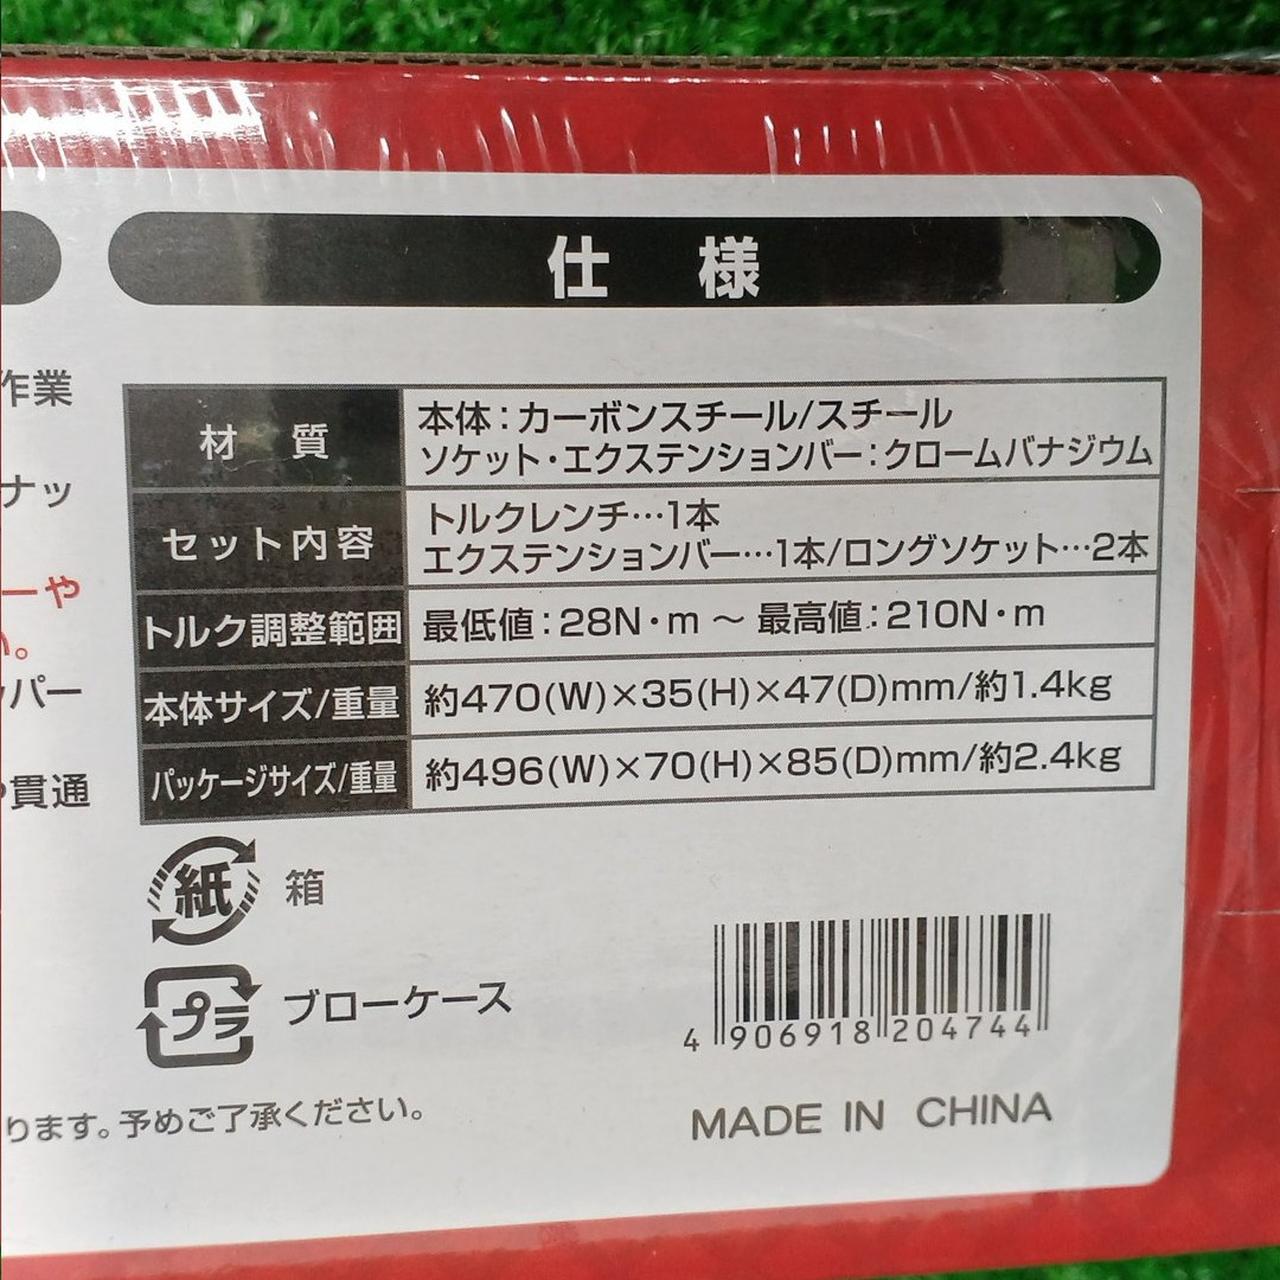 仕様
材質
本体：カーボンスチール/スチール
ソケット・エクステンションバー：クロームバナジウム
セット内容
トルクレンチ…1本
エクステンションバー…1本/ロングソケット…2本
トルク調整範囲
最低値：28N・m ～ 最高値：210N・m
本体サイズ/重量
約470(W)×35(H)×47(D)mm/約1.4kg
パッケージサイズ/重量
約496(W)×70(H)×85(D)mm/約2.4kg
作業
ナッ
ーや
い。
パー
貫通
紙 箱
プラ ブローケース
4 906918 204744
ります。予めご了承ください。
MADE IN CHINA